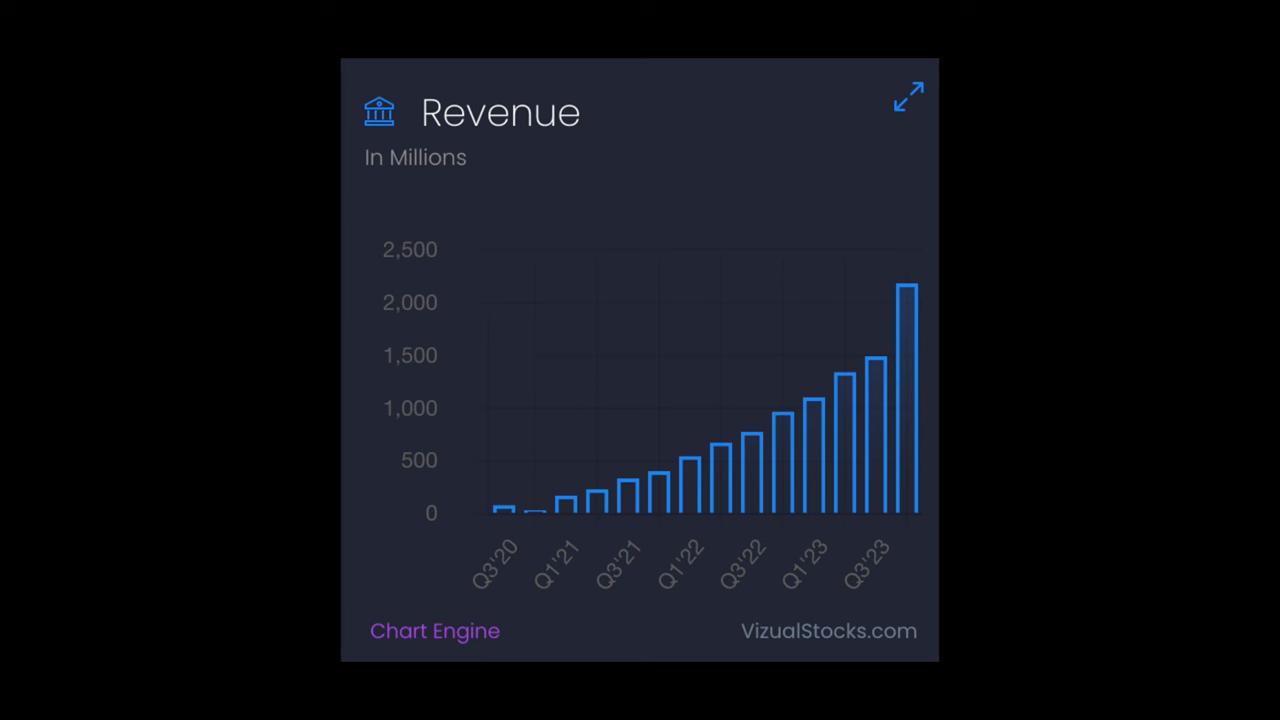 Revenue
In Millions
2,500
2,000
1,500
1,000
500
0
Q3'20
Q1'21
Q3'21
Q1'22
Q3'22
Q1'23
Q3'23
Chart Engine
VizualStocks.com